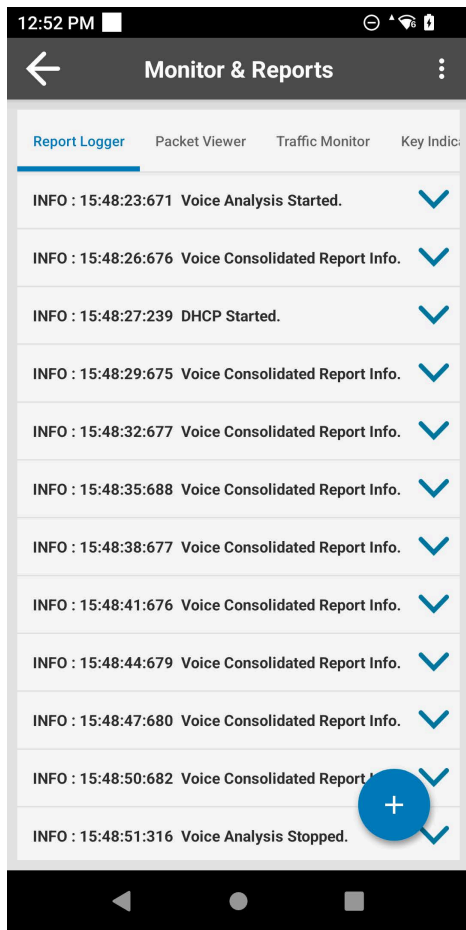 12:52 PM
6
Monitor & Reports
Report Logger Packet Viewer Traffic Monitor Key Indic
INFO : 15:48:23:671 Voice Analysis Started.
INFO : 15:48:26:676 Voice Consolidated Report Info.
INFO : 15:48:27:239 DHCP Started.
INFO : 15:48:29:675 Voice Consolidated Report Info.
INFO : 15:48:32:677 Voice Consolidated Report Info.
INFO : 15:48:35:688 Voice Consolidated Report Info.
INFO : 15:48:38:677 Voice Consolidated Report Info.
INFO : 15:48:41:676 Voice Consolidated Report Info.
INFO : 15:48:44:679 Voice Consolidated Report Info.
INFO : 15:48:47:680 Voice Consolidated Report Info.
INFO : 15:48:50:682 Voice Consolidated Report
INFO : 15:48:51:316 Voice Analysis Stopped.